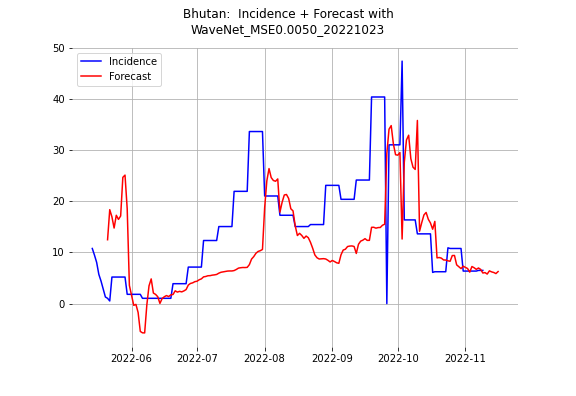 Bhutan:  Incidence + Forecast with
WaveNet_MSE0.0050_20221023
Incidence
Forecast
50
40
30
20
10
0
2022-06 2022-07 2022-08 2022-09 2022-10 2022-11